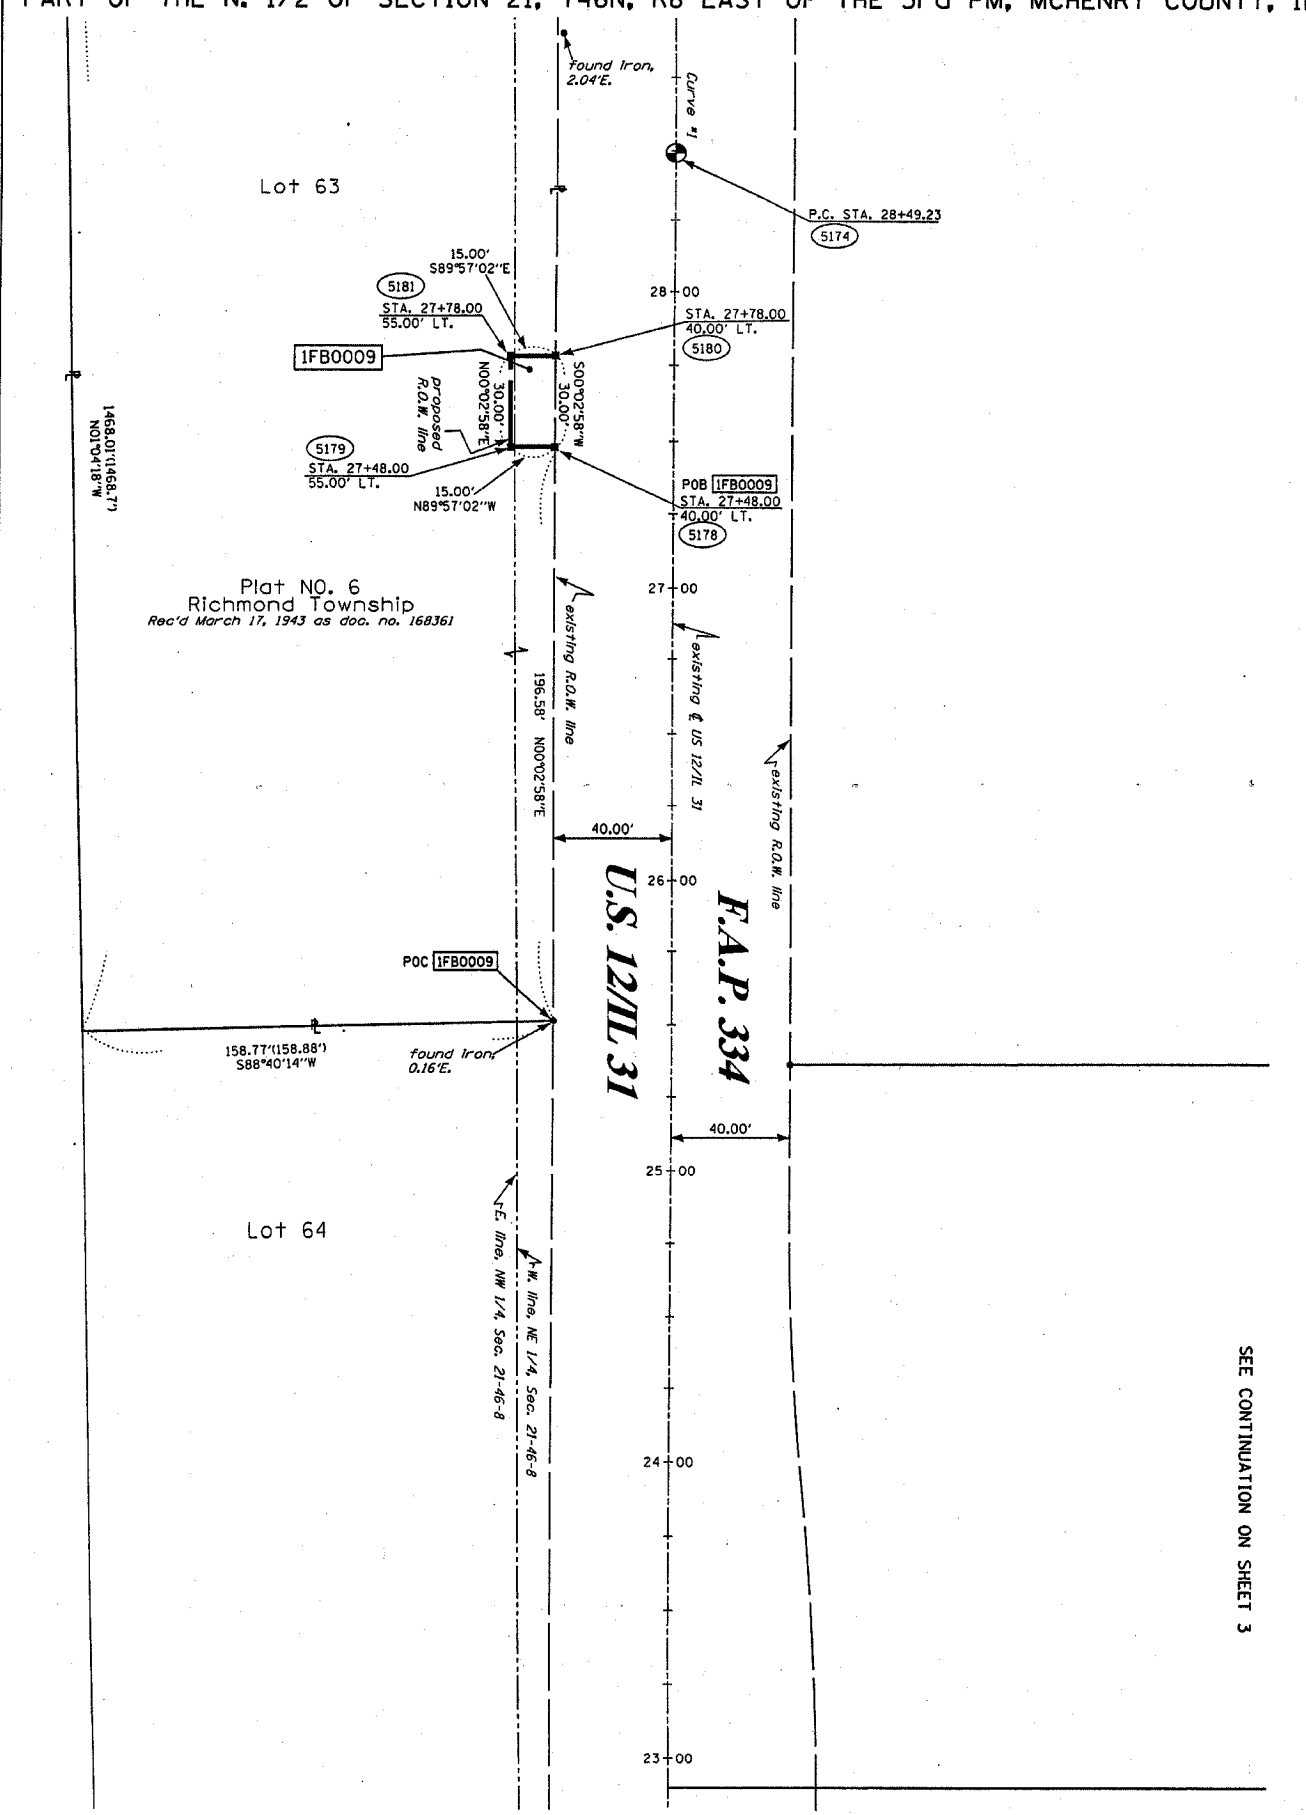 PART OF THE N. 1/2 OF SECTION 21, T46N, R8 EAST OF THE 3rd PM, MCHENRY COUNTY,
found iron,
2.04'E.
Curve #1
Lot 63
P.C. STA. 28+49.23
5174
15.00'
S89°57'02"E
5181
STA. 27+78.00
55.00' LT.
28+00
STA. 27+78.00
40.00' LT.
5180
1FB0009
proposed
R.O.W. line
N00°02'58"E
30.00'
S00°02'58"W
30.00'
1468.01'(1468.7')
N01°04'18"W
5179
STA. 27+48.00
55.00' LT.
15.00'
N89°57'02"W
POB 1FB0009
STA. 27+48.00
40.00' LT.
5178
Plat NO. 6
Richmond Township
Rec'd March 17, 1943 as doc. no. 168361
27+00
existing R.O.W. line
existing ℄ US 12/IL 31
196.58' N00°02'58"E
existing R.O.W. line
40.00'
26+00
U.S. 12/IL 31
F.A.P. 334
POC 1FB0009
℄
158.77'(158.88')
S88°40'14"W
found iron,
0.16'E.
40.00'
25+00
Lot 64
E. line, NW 1/4, Sec. 21-46-8
W. line, NE 1/4, Sec. 21-46-8
24+00
SEE CONTINUATION ON SHEET 3
23+00